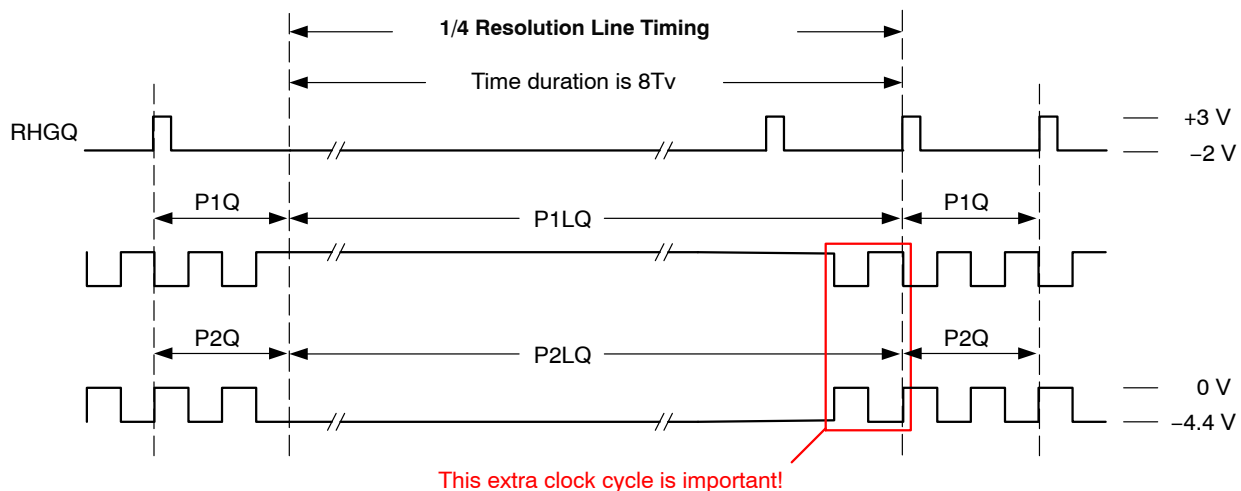 1/4 Resolution Line Timing
Time duration is 8Tv
RHGQ
+3 V
−2 V
P1Q
P1LQ
P1Q
P2Q
P2LQ
P2Q
0 V
−4.4 V
This extra clock cycle is important!